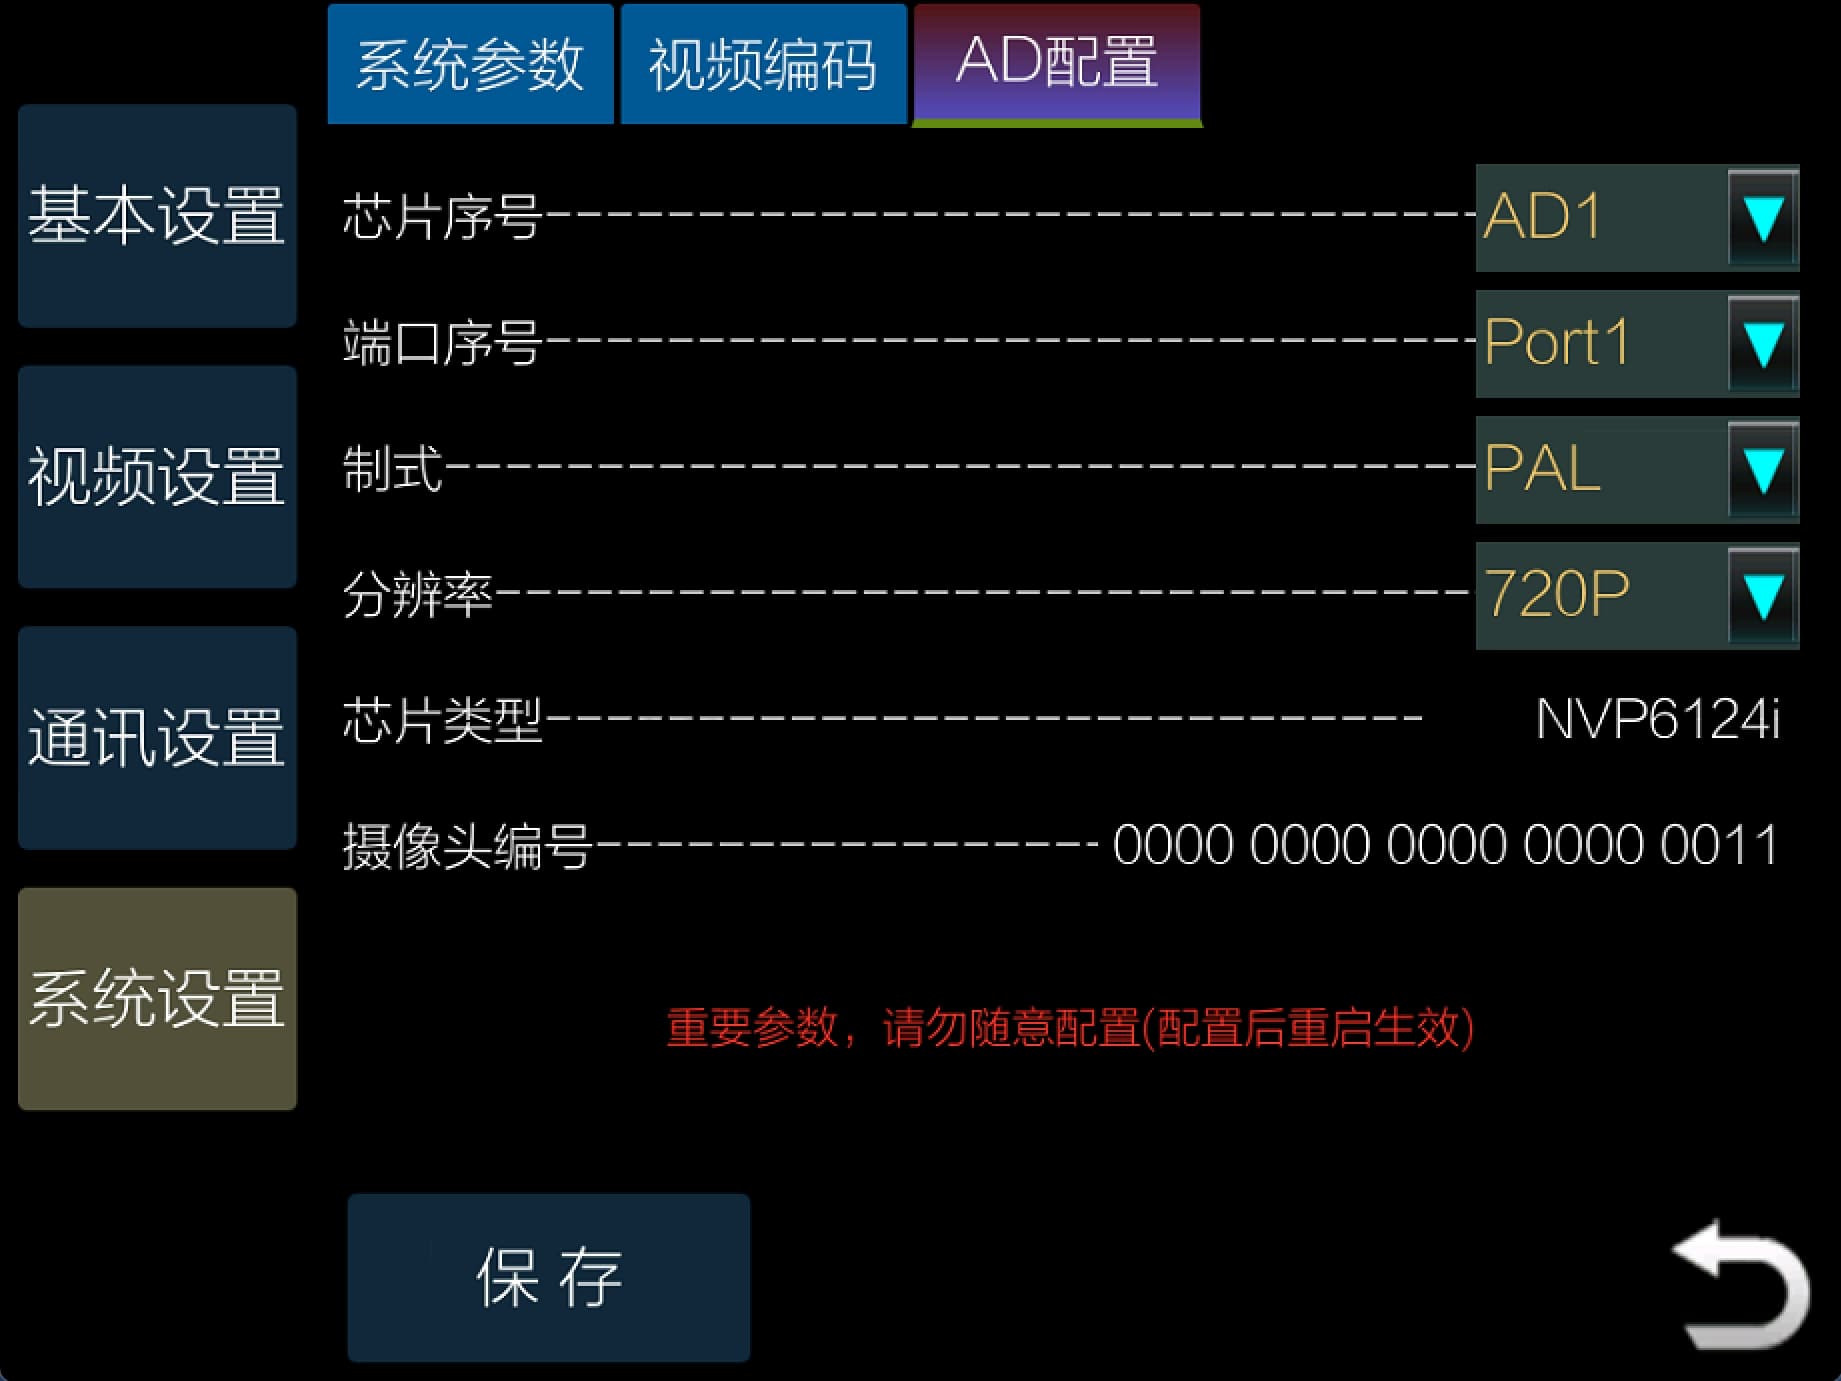 系统参数 视频编码 AD配置
基本设置
芯片序号 AD1
端口序号 Port1
视频设置
制式 PAL
分辨率 720P
通讯设置
芯片类型 NVP6124i
摄像头编号 0000 0000 0000 0000 0011
系统设置
重要参数，请勿随意配置(配置后重启生效)
保存